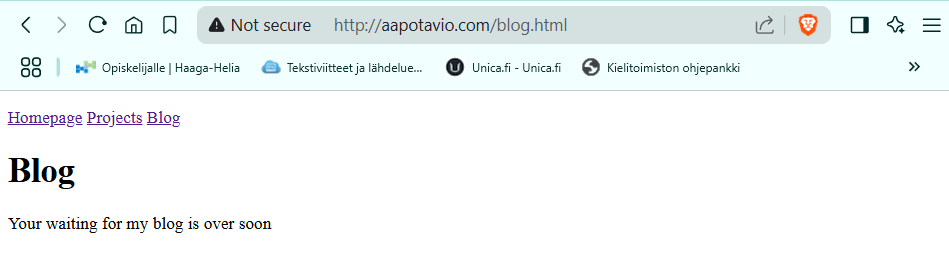 Not secure http://aapotavio.com/blog.html
Opiskelijalle | Haaga-Helia Tekstiviitteet ja lähdelue... Unica.fi - Unica.fi Kielitoimiston ohjepankki
Homepage Projects Blog
Blog
Your waiting for my blog is over soon